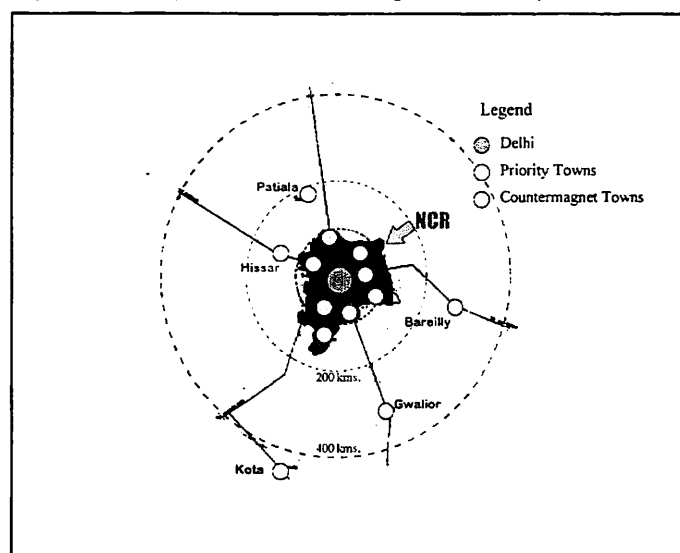 Legend
Delhi
Priority Towns
Countermagnet Towns
Patiala
NCR
Hissar
Bareilly
200 kms.
Gwalior
400 kms.
Kota